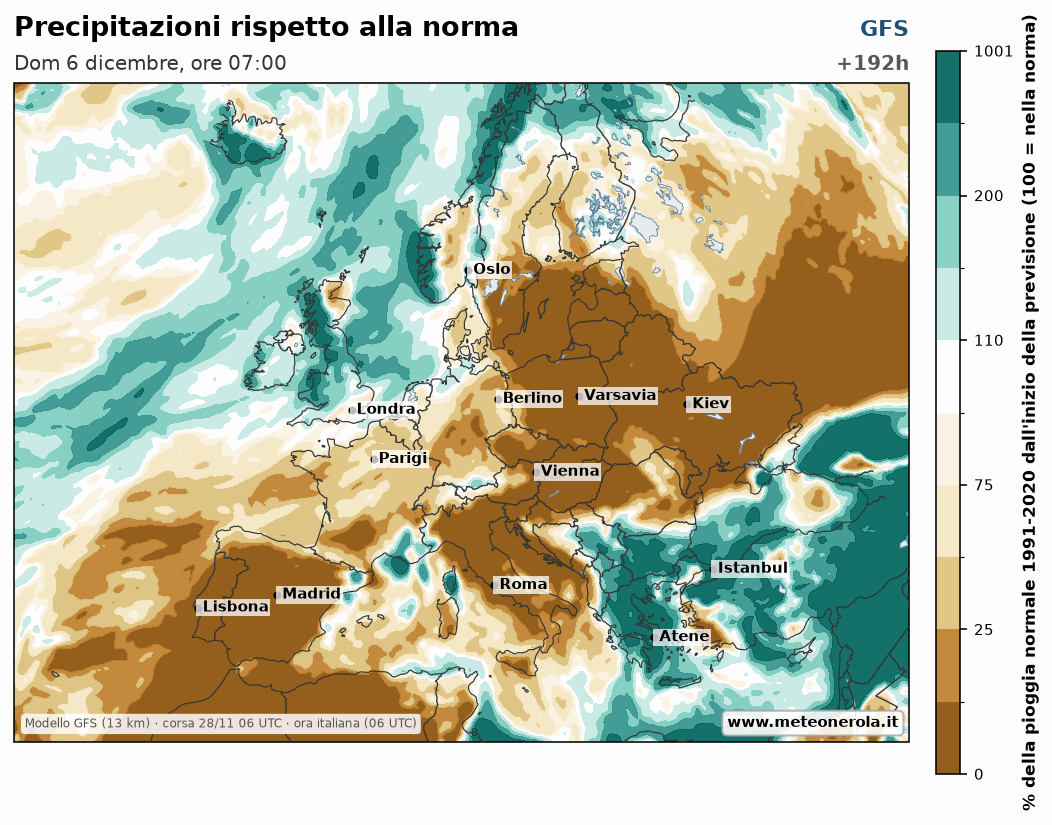 Precipitazioni rispetto alla norma
GFS
Dom 6 dicembre, ore 07:00
+192h
Oslo
Londra
Berlino
Varsavia
Kiev
Parigi
Vienna
Istanbul
Roma
Madrid
Lisbona
Atene
Modello GFS (13 km) · corsa 28/11 06 UTC · ora italiana (06 UTC)
www.meteonerola.it
1001
200
110
75
25
0
% della pioggia normale 1991-2020 dall'inizio della previsione (100 = nella norma)